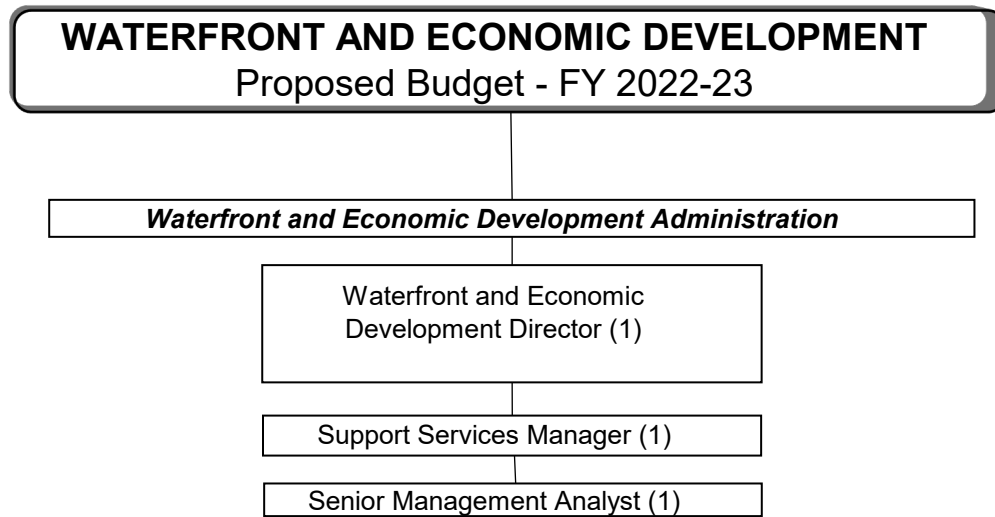 WATERFRONT AND ECONOMIC DEVELOPMENT
Proposed Budget - FY 2022-23
Waterfront and Economic Development Administration
Waterfront and Economic
Development Director (1)
Support Services Manager (1)
Senior Management Analyst (1)